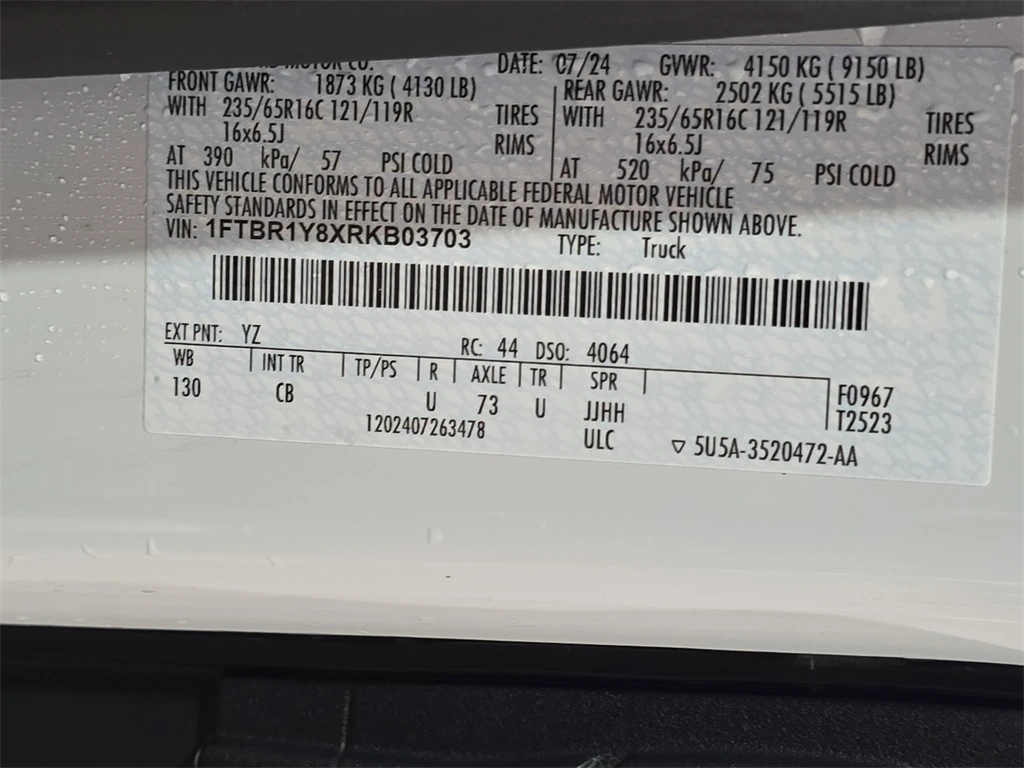 MOTOR CO. DATE: 07/24 GVWR: 4150 KG ( 9150 LB)
FRONT GAWR: 1873 KG ( 4130 LB) REAR GAWR: 2502 KG ( 5515 LB)
WITH 235/65R16C 121/119R TIRES WITH 235/65R16C 121/119R TIRES
16x6.5J RIMS 16x6.5J RIMS
AT 390 kPa/ 57 PSI COLD AT 520 kPa/ 75 PSI COLD
THIS VEHICLE CONFORMS TO ALL APPLICABLE FEDERAL MOTOR VEHICLE
SAFETY STANDARDS IN EFFECT ON THE DATE OF MANUFACTURE SHOWN ABOVE.
VIN: 1FTBR1Y8XRKB03703 TYPE: Truck
EXT PNT: YZ RC: 44 DSO: 4064
WB INT TR TP/PS R AXLE TR SPR F0967
130 CB U 73 U JJHH T2523
1202407263478 ULC ▽ 5U5A-3520472-AA